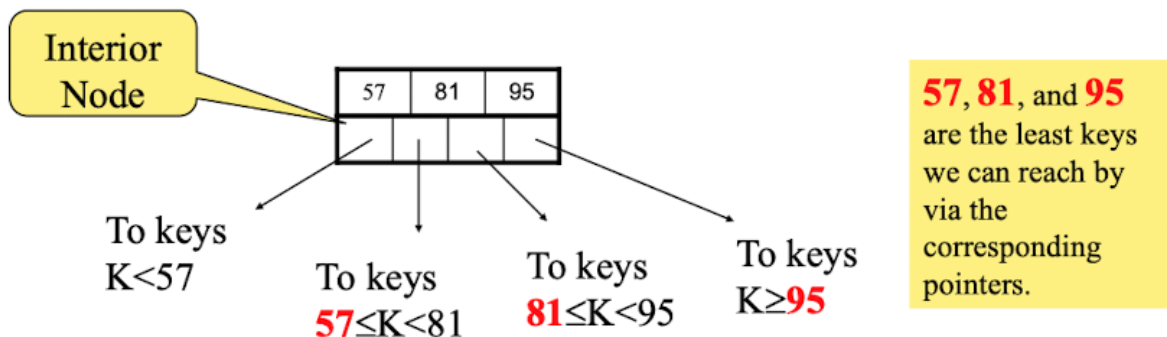 Interior
Node
57 81 95
57, 81, and 95
are the least keys
we can reach by
via the
corresponding
pointers.
To keys
K<57
To keys
57≤K<81
To keys
81≤K<95
To keys
K≥95